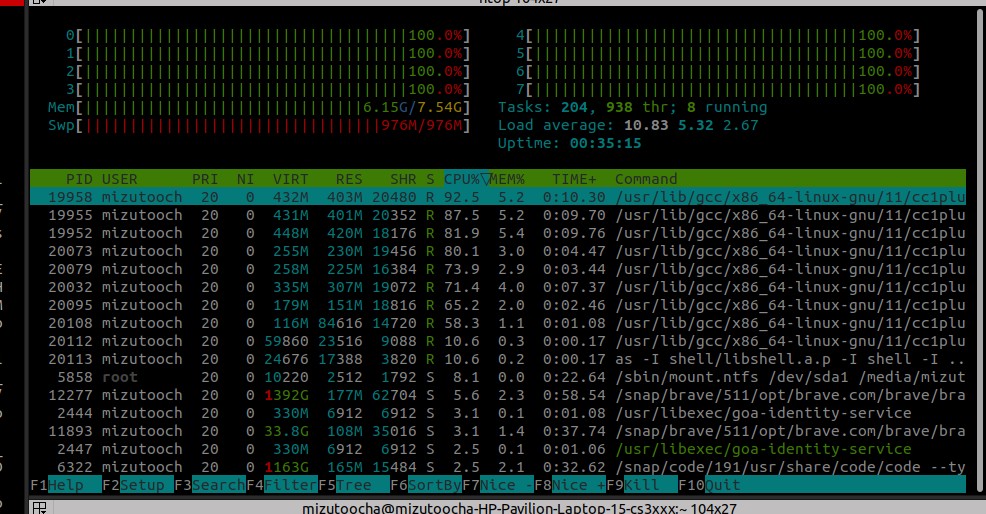 htop 104x27
0[||||||||||||||||||||||||||||||||100.0%] 4[||||||||||||||||||||||||||||||||100.0%]
1[||||||||||||||||||||||||||||||||100.0%] 5[||||||||||||||||||||||||||||||||100.0%]
2[||||||||||||||||||||||||||||||||100.0%] 6[||||||||||||||||||||||||||||||||100.0%]
3[||||||||||||||||||||||||||||||||100.0%] 7[||||||||||||||||||||||||||||||||100.0%]
Mem[||||||||||||||||||||||||||||6.15G/7.54G] Tasks: 204, 938 thr; 8 running
Swp[||||||||||||||||||||||||||||||976M/976M] Load average: 10.83 5.32 2.67
Uptime: 00:35:15
PID USER PRI NI VIRT RES SHR S CPU%▽MEM% TIME+ Command
19958 mizutooch 20 0 432M 403M 20480 R 92.5 5.2 0:10.30 /usr/lib/gcc/x86_64-linux-gnu/11/cc1plu
19955 mizutooch 20 0 431M 401M 20352 R 87.5 5.2 0:09.70 /usr/lib/gcc/x86_64-linux-gnu/11/cc1plu
19952 mizutooch 20 0 448M 420M 18176 R 81.9 5.4 0:09.76 /usr/lib/gcc/x86_64-linux-gnu/11/cc1plu
20073 mizutooch 20 0 255M 230M 19456 R 80.1 3.0 0:04.47 /usr/lib/gcc/x86_64-linux-gnu/11/cc1plu
20079 mizutooch 20 0 258M 225M 16384 R 73.9 2.9 0:03.44 /usr/lib/gcc/x86_64-linux-gnu/11/cc1plu
20032 mizutooch 20 0 335M 307M 19072 R 71.4 4.0 0:07.37 /usr/lib/gcc/x86_64-linux-gnu/11/cc1plu
20095 mizutooch 20 0 179M 151M 18816 R 65.2 2.0 0:02.46 /usr/lib/gcc/x86_64-linux-gnu/11/cc1plu
20108 mizutooch 20 0 116M 84616 14720 R 58.3 1.1 0:01.08 /usr/lib/gcc/x86_64-linux-gnu/11/cc1plu
20112 mizutooch 20 0 59860 23516 9088 R 10.6 0.3 0:00.17 /usr/lib/gcc/x86_64-linux-gnu/11/cc1plu
20113 mizutooch 20 0 24676 17388 3820 R 10.6 0.2 0:00.17 as -I shell/libshell.a.p -I shell -I ..
5858 root 20 0 10220 2512 1792 S 8.1 0.0 0:22.64 /sbin/mount.ntfs /dev/sda1 /media/mizut
12277 mizutooch 20 0 1392G 177M 62704 S 5.6 2.3 0:58.54 /snap/brave/511/opt/brave.com/brave/bra
2444 mizutooch 20 0 330M 6912 6912 S 3.1 0.1 0:01.08 /usr/libexec/goa-identity-service
11893 mizutooch 20 0 33.8G 108M 35016 S 3.1 1.4 0:37.74 /snap/brave/511/opt/brave.com/brave/bra
2447 mizutooch 20 0 330M 6912 6912 S 2.5 0.1 0:01.06 /usr/libexec/goa-identity-service
6322 mizutooch 20 0 1163G 165M 15484 S 2.5 2.1 0:32.62 /snap/code/191/usr/share/code/code --ty
F1Help F2Setup F3SearchF4FilterF5Tree F6SortByF7Nice -F8Nice +F9Kill F10Quit
mizutoocha@mizutoocha-HP-Pavilion-Laptop-15-cs3xxx:~ 104x27